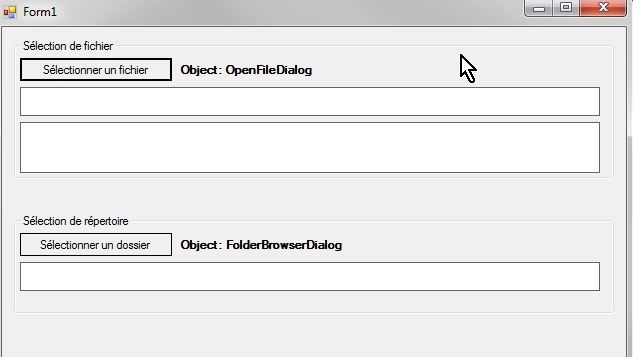 Form1
Sélection de fichier
Sélectionner un fichier Object: OpenFileDialog
Sélection de répertoire
Sélectionner un dossier Object: FolderBrowserDialog